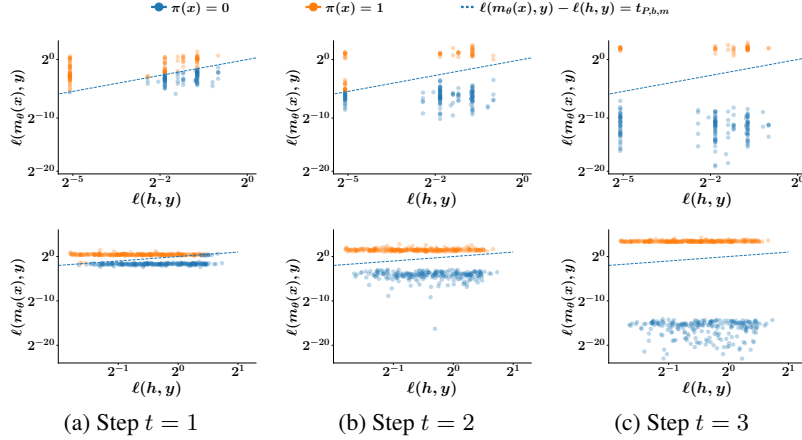 π(x) = 0 π(x) = 1 ℓ(m_θ(x), y) − ℓ(h, y) = t_{P,b,m}
ℓ(m_θ(x), y)
2^0
2^{−10}
2^{−20}
2^{−5} 2^{−2} 2^0
ℓ(h, y)
ℓ(m_θ(x), y)
2^0
2^{−10}
2^{−20}
2^{−5} 2^{−2} 2^0
ℓ(h, y)
ℓ(m_θ(x), y)
2^0
2^{−10}
2^{−20}
2^{−5} 2^{−2} 2^0
ℓ(h, y)
ℓ(m_θ(x), y)
2^0
2^{−10}
2^{−20}
2^{−1} 2^0 2^1
ℓ(h, y)
ℓ(m_θ(x), y)
2^0
2^{−10}
2^{−20}
2^{−1} 2^0 2^1
ℓ(h, y)
ℓ(m_θ(x), y)
2^0
2^{−10}
2^{−20}
2^{−1} 2^0 2^1
ℓ(h, y)
(a) Step t = 1
(b) Step t = 2
(c) Step t = 3